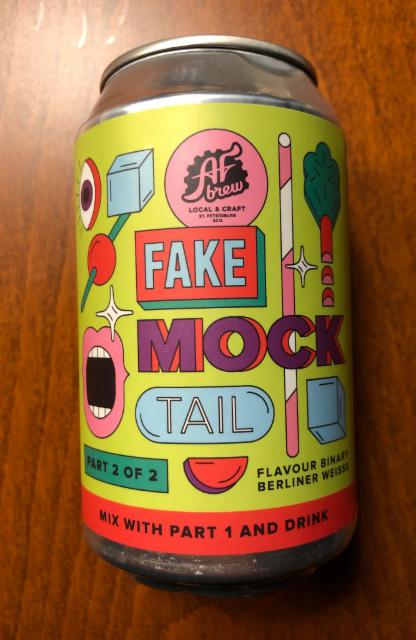 AF
brew
LOCAL & CRAFT
ST. PETERSBURG
2012
FAKE
MOCK
TAIL
PART 2 OF 2
FLAVOUR BINARY
BERLINER WEISSE
MIX WITH PART 1 AND DRINK